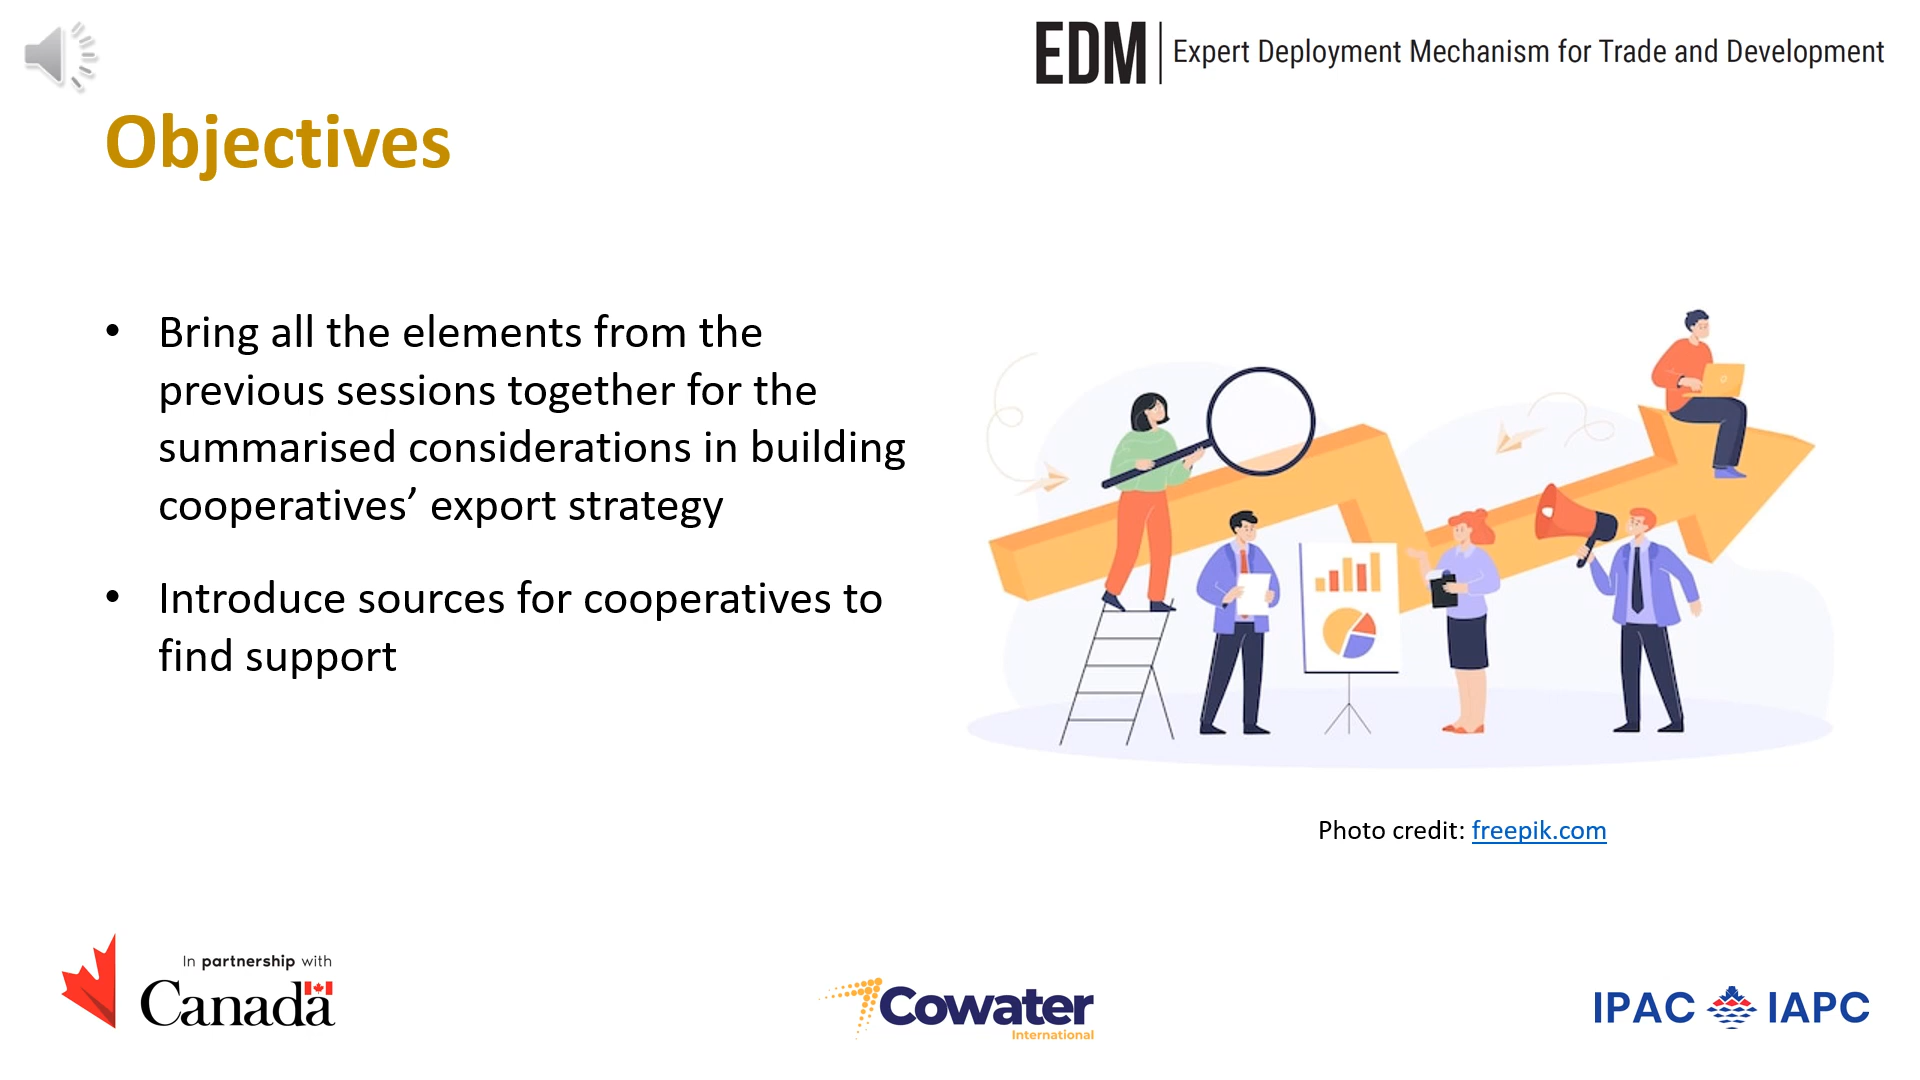 EDM | Expert Deployment Mechanism for Trade and Development
Objectives
• Bring all the elements from the
previous sessions together for the
summarised considerations in building
cooperatives’ export strategy
• Introduce sources for cooperatives to
find support
Photo credit: freepik.com
In partnership with
Canada
Cowater
International
IPAC IAPC